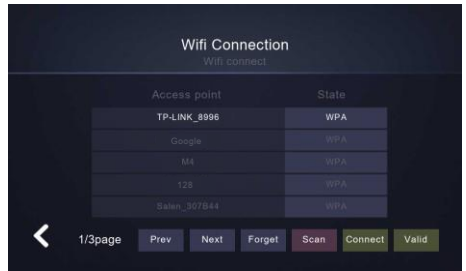 Wifi Connection
Wifi connect
Access point State
TP-LINK_8996 WPA
Google WPA
M4 WPA
128 WPA
Salen_307B44 WPA
1/3page Prev Next Forget Scan Connect Valid